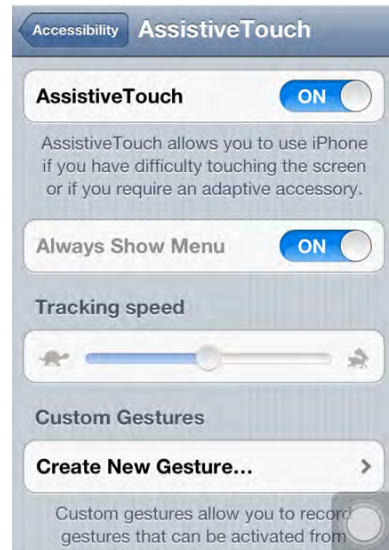 Accessibility AssistiveTouch
AssistiveTouch ON
AssistiveTouch allows you to use iPhone
if you have difficulty touching the screen
or if you require an adaptive accessory.
Always Show Menu ON
Tracking speed
Custom Gestures
Create New Gesture...
Custom gestures allow you to record
gestures that can be activated from